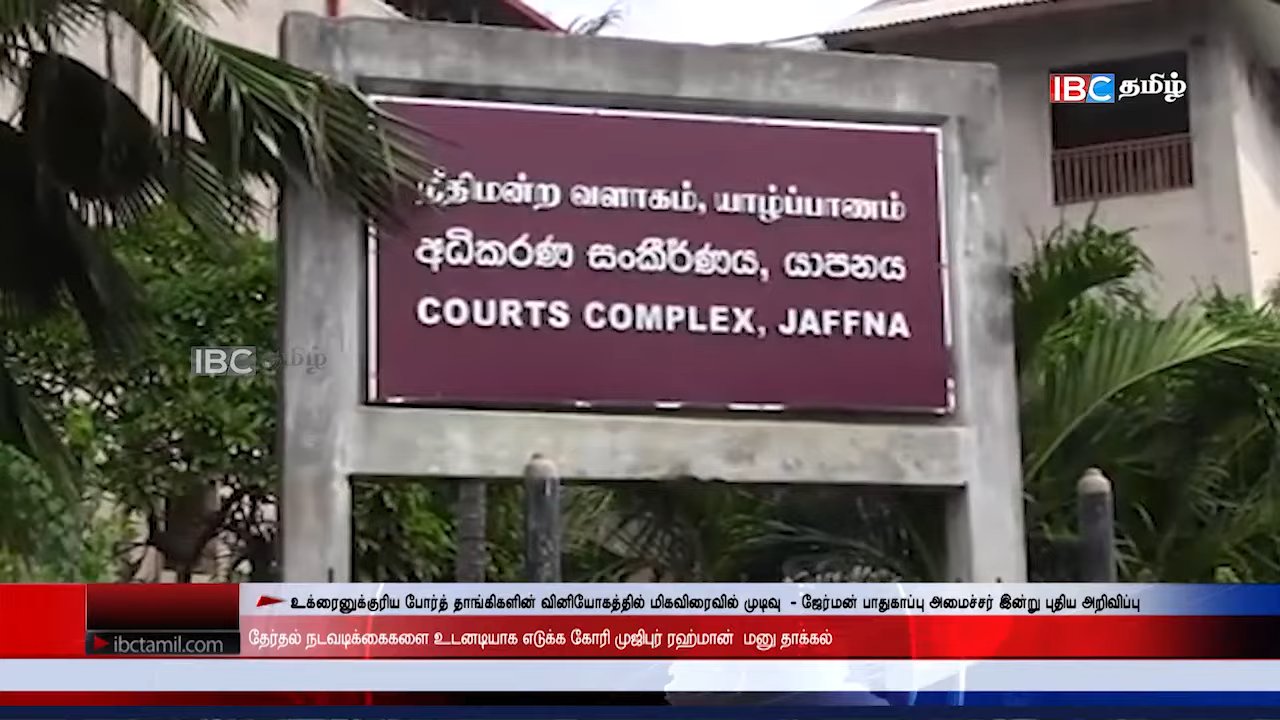 IBC தமிழ்
நீதிமன்ற வளாகம், யாழ்ப்பாணம்
අධිකරණ සංකීර්ණය, යාපනය
COURTS COMPLEX, JAFFNA
IBC தமிழ்
உக்ரைனுக்குரிய போர்த் தாங்கிகளின் வினியோகத்தில் மிகவிரைவில் முடிவு - ஜேர்மன் பாதுகாப்பு அமைச்சர் இன்று புதிய அறிவிப்பு
தேர்தல் நடவடிக்கைகளை உடனடியாக எடுக்க கோரி முஜிபுர் ரஹ்மான் மனு தாக்கல்
ibctamil.com